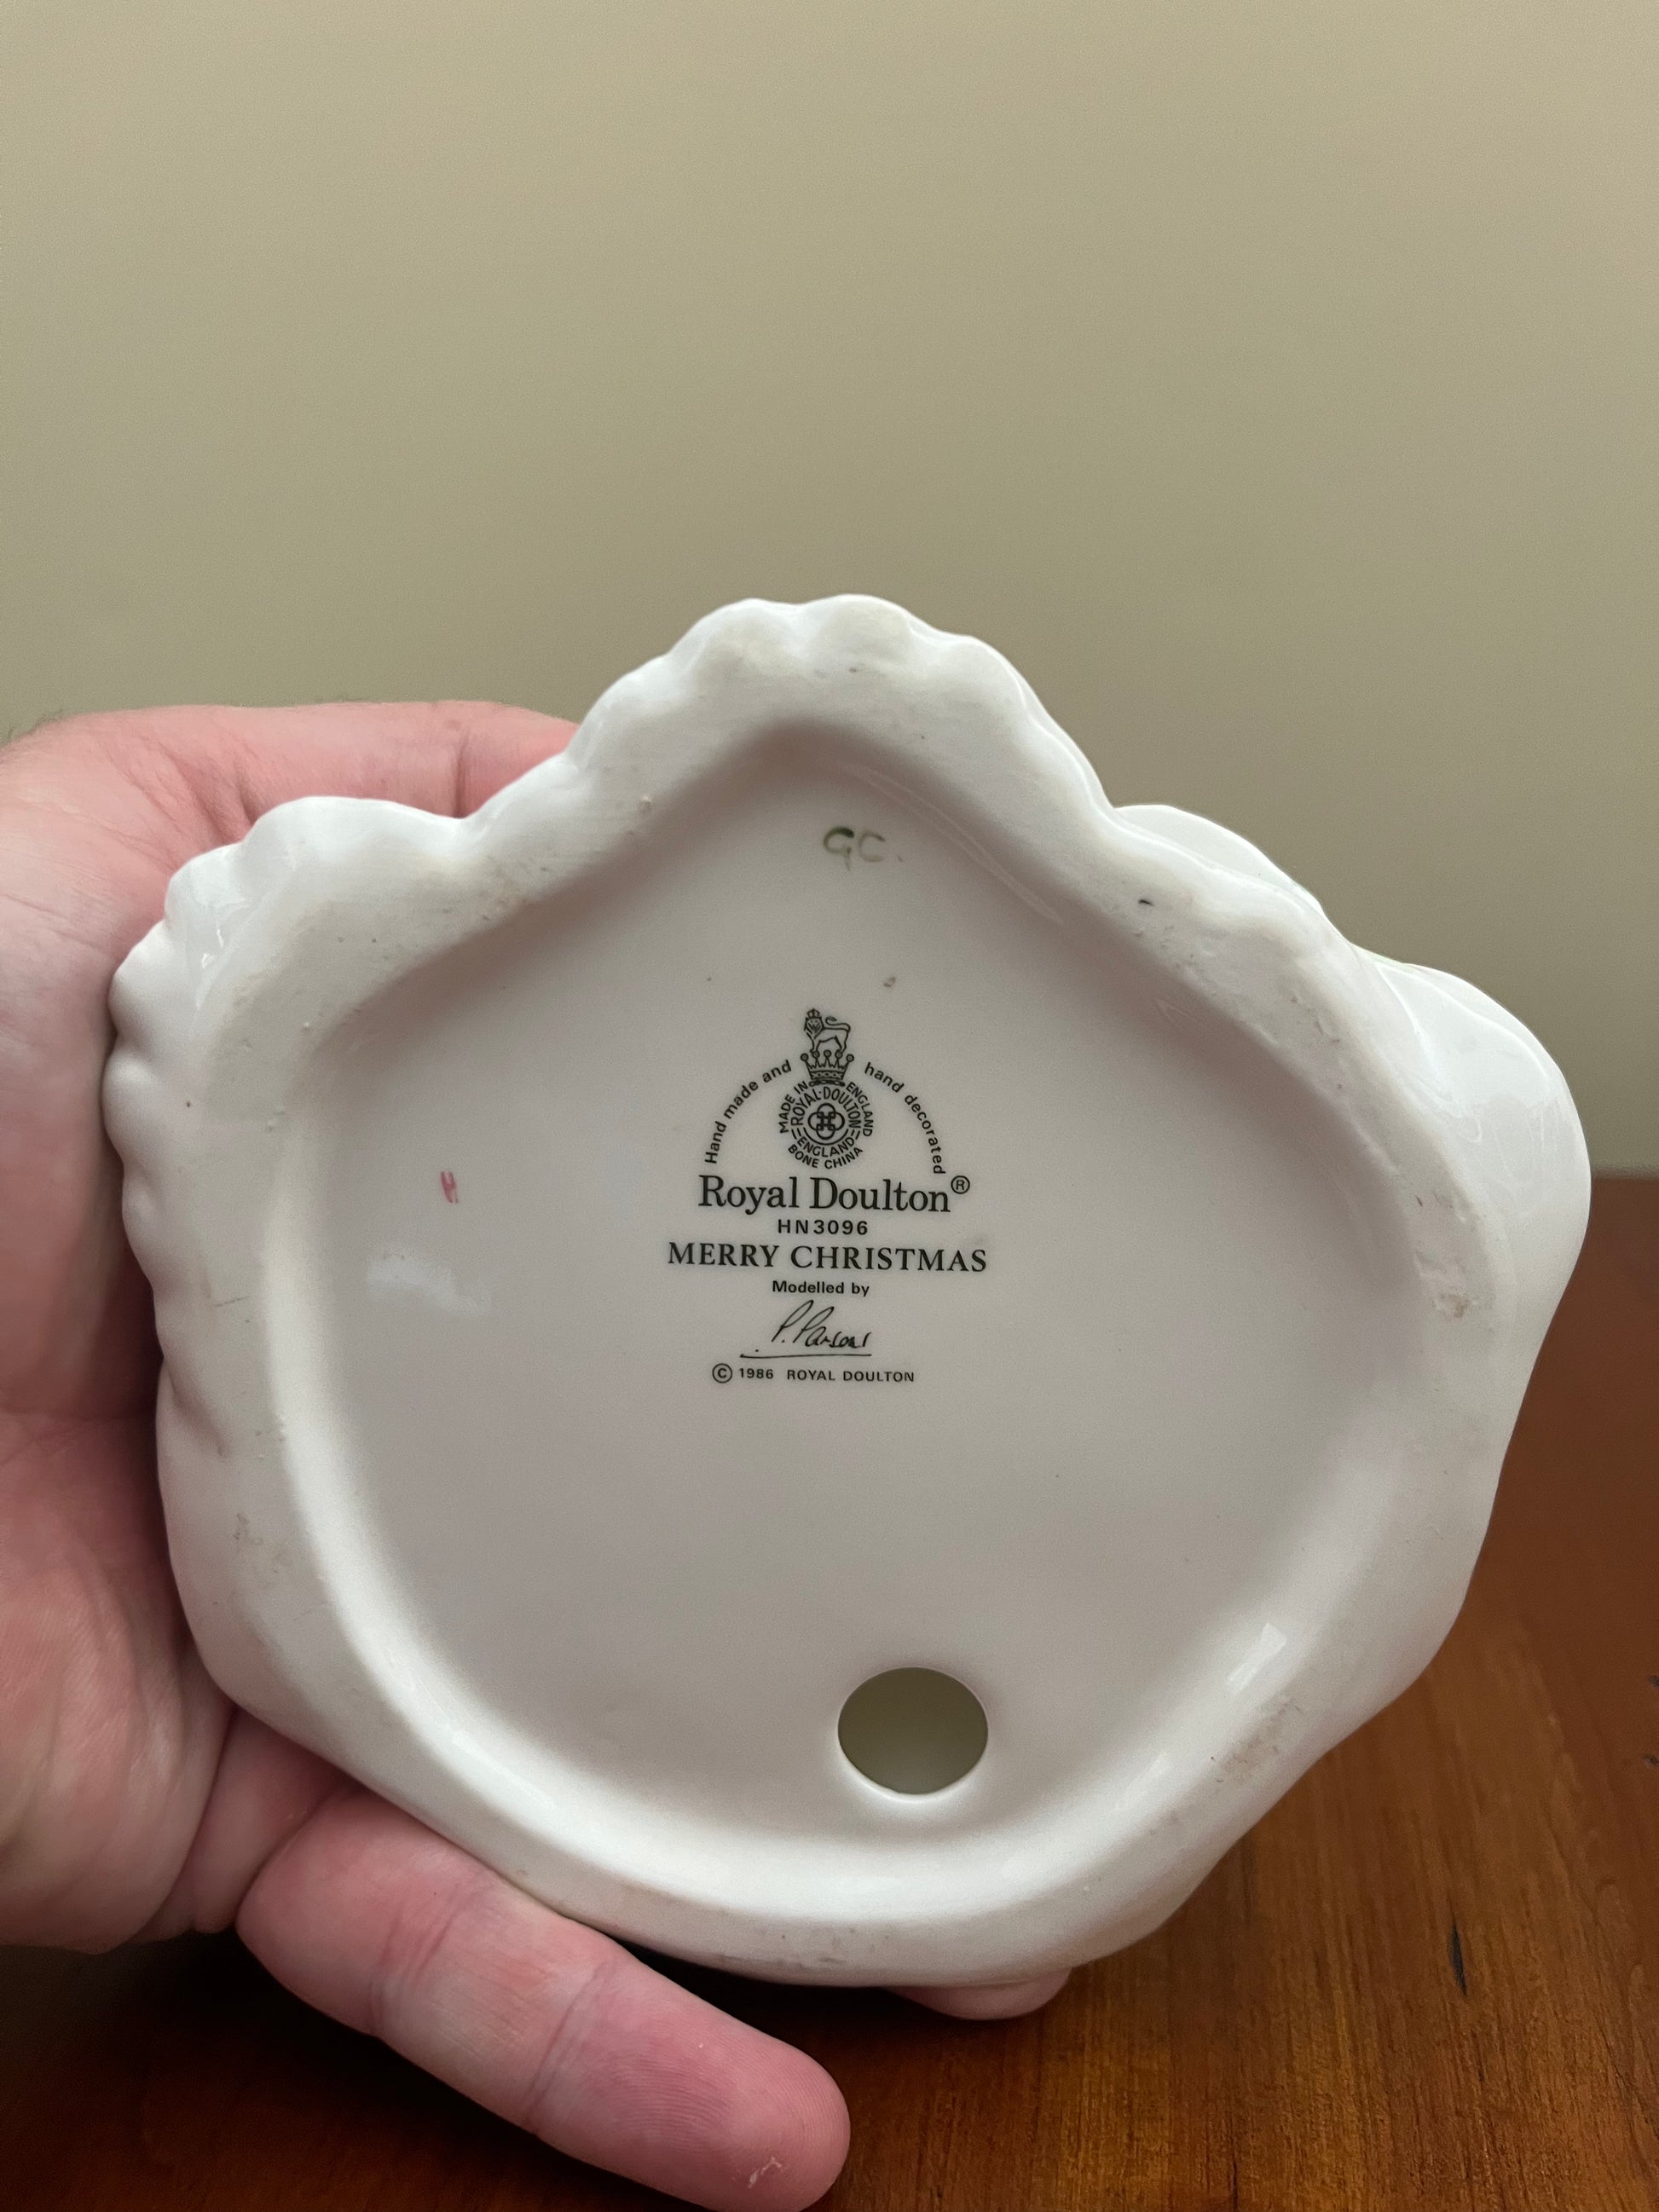 GC.
Hand made and hand decorated
MADE IN ENGLAND
ROYAL·DOULTON
ENGLAND
BONE CHINA
H
Royal Doulton®
HN3096
MERRY CHRISTMAS
Modelled by
P. Parsons
© 1986 ROYAL DOULTON